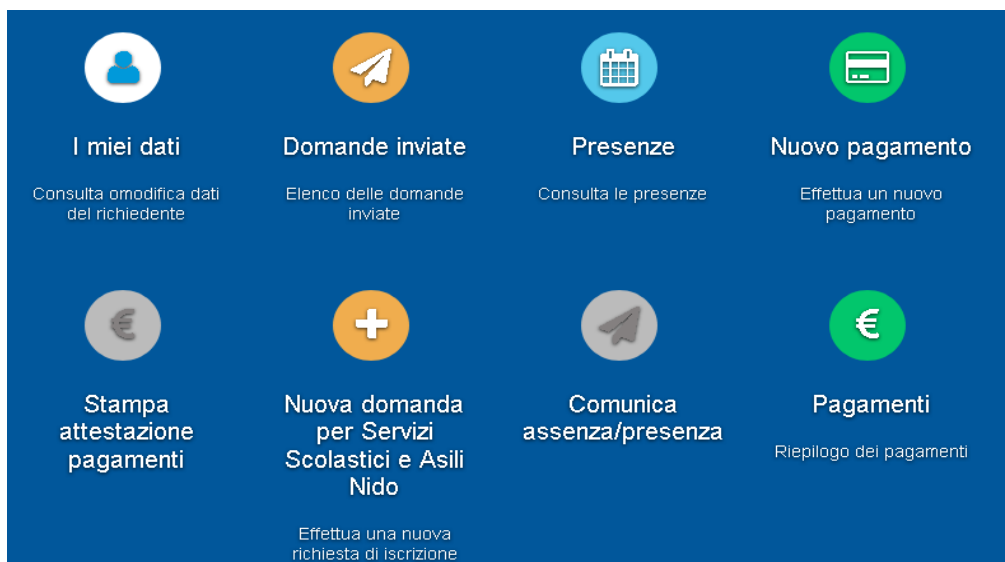 I miei dati
Consulta omodifica dati
del richiedente
Domande inviate
Elenco delle domande
inviate
Presenze
Consulta le presenze
Nuovo pagamento
Effettua un nuovo
pagamento
Stampa
attestazione
pagamenti
Nuova domanda
per Servizi
Scolastici e Asili
Nido
Effettua una nuova
richiesta di iscrizione
Comunica
assenza/presenza
Pagamenti
Riepilogo dei pagamenti